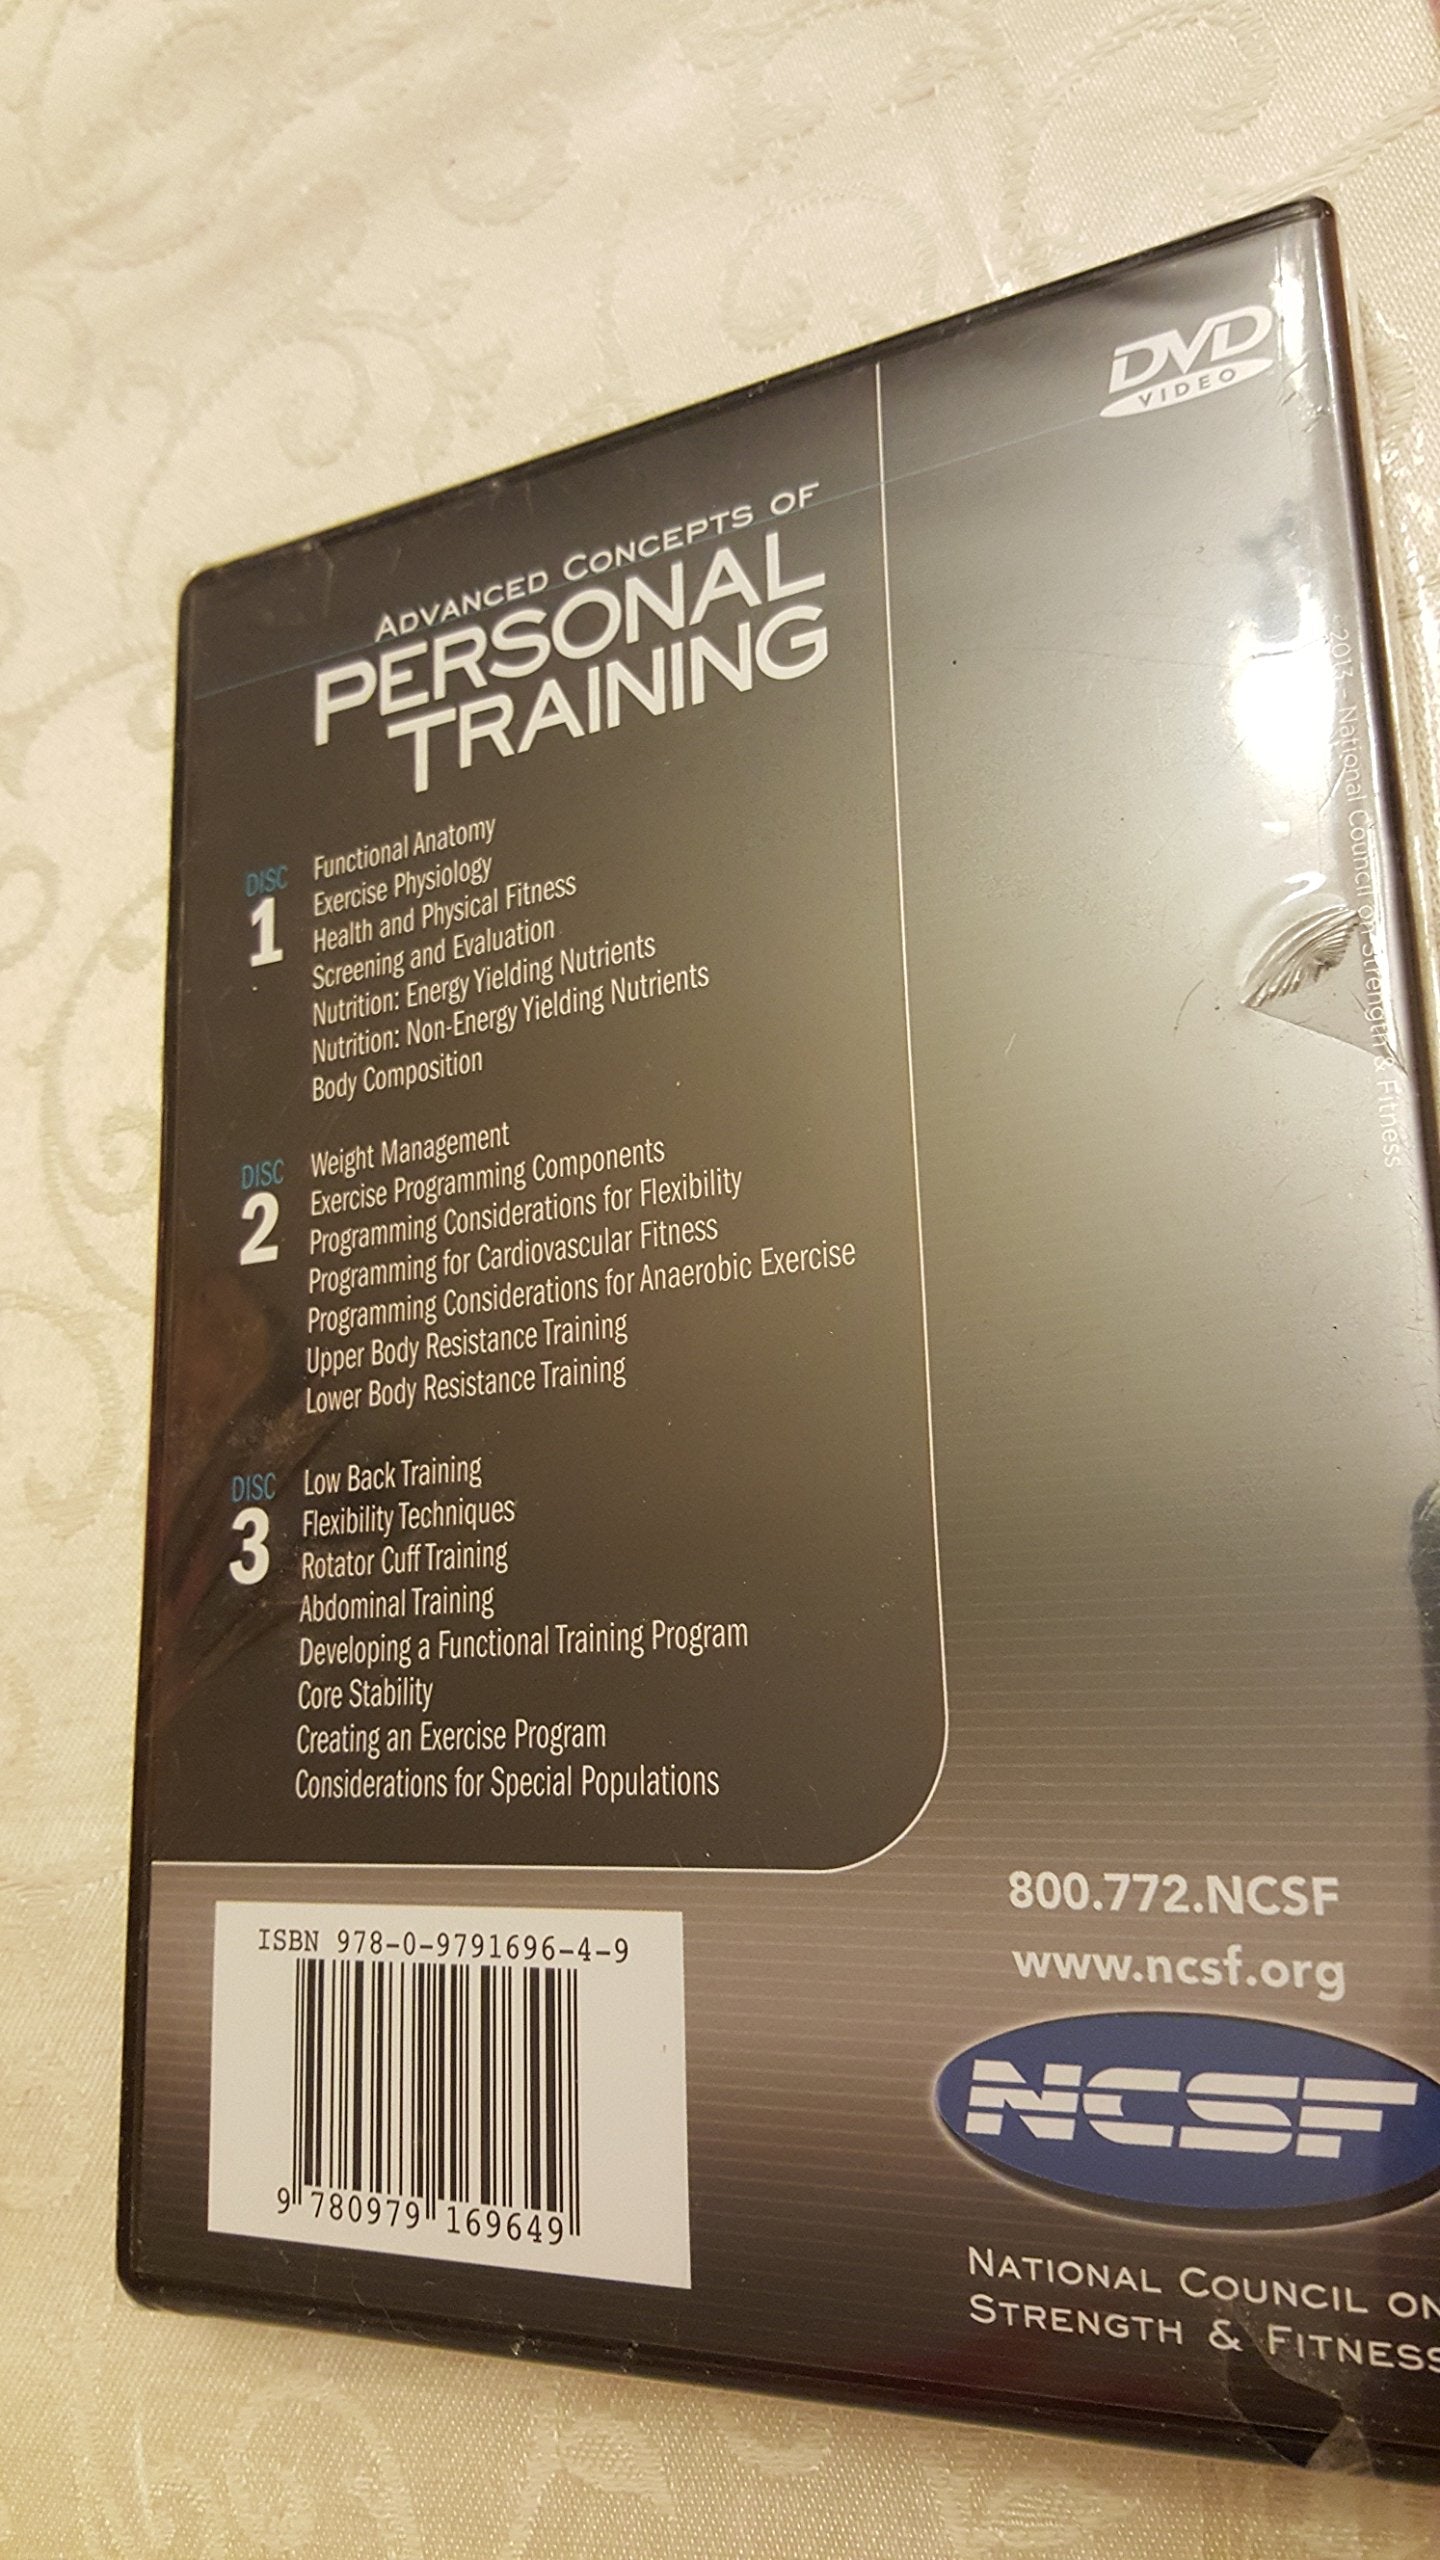 DVD
VIDEO
ADVANCED CONCEPTS OF
PERSONAL
TRAINING
DISC
1
Functional Anatomy
Exercise Physiology
Health and Physical Fitness
Screening and Evaluation
Nutrition: Energy Yielding Nutrients
Nutrition: Non-Energy Yielding Nutrients
Body Composition
DISC
2
Weight Management
Exercise Programming Components
Programming Considerations for Flexibility
Programming for Cardiovascular Fitness
Programming Considerations for Anaerobic Exercise
Upper Body Resistance Training
Lower Body Resistance Training
DISC
3
Low Back Training
Flexibility Techniques
Rotator Cuff Training
Abdominal Training
Developing a Functional Training Program
Core Stability
Creating an Exercise Program
Considerations for Special Populations
©2013 - National Council on Strength & Fitness
800.772.NCSF
www.ncsf.org
NCSF
NATIONAL COUNCIL ON
STRENGTH & FITNESS
ISBN 978-0-9791696-4-9
9 780979 169649